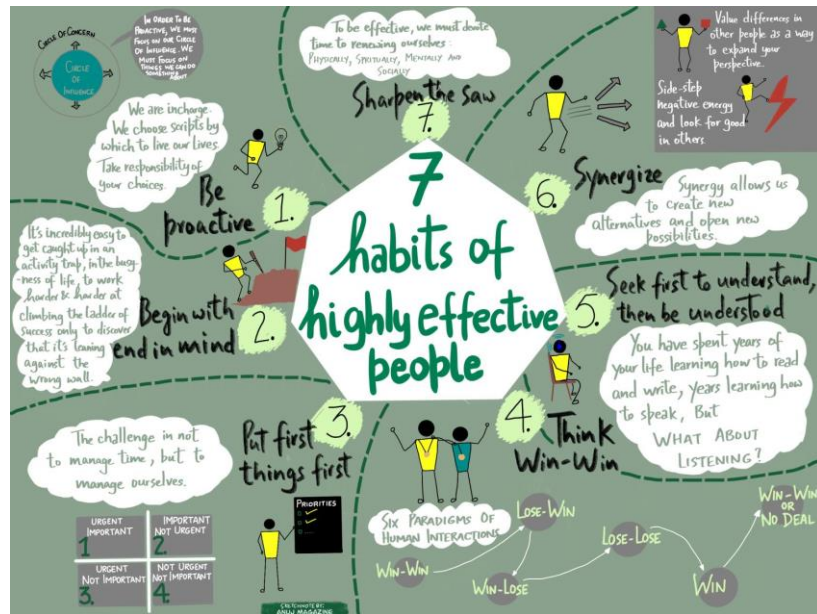 7
habits of
highly effective
people
CIRCLE OF CONCERN
CIRCLE
OF
INFLUENCE
IN ORDER TO BE
PROACTIVE, WE MUST
FOCUS ON OUR CIRCLE
OF INFLUENCE. WE
MUST FOCUS ON
THINGS WE CAN DO
SOMETHING
ABOUT
We are incharge.
We choose scripts by
which to live our lives.
Take responsibility of
your choices.
Be
proactive
1.
It's incredibly easy to
get caught up in an
activity trap, in the busy-
ness of life, to work
harder & harder at
climbing the ladder of
success only to discover
that it's leaning
against the
wrong wall.
Begin with
end in mind
2.
The challenge in not
to manage time, but to
manage ourselves.
Put first
things first
3.
URGENT
IMPORTANT
1
IMPORTANT
NOT URGENT
2
URGENT
NOT IMPORTANT
3.
NOT URGENT
NOT IMPORTANT
4.
PRIORITIES
SKETCHNOTE BY:
ANUJ MAGAZINE
4.
Think
Win-Win
SIX PARADIGMS OF
HUMAN INTERACTIONS
WIN-WIN
LOSE-WIN
WIN-LOSE
LOSE-LOSE
WIN
WIN-WIN
OR
NO DEAL
5.
Seek first to understand,
then be understood
You have spent years of
your life learning how to read
and write, years learning how
to speak, But
WHAT ABOUT
LISTENING?
6.
Synergize
Synergy allows us
to create new
alternatives and open new
possibilities.
Value differences in
other people as a way
to expand your
perspective.
Side-step
negative energy
and look for good
in others.
To be effective, we must devote
time to renewing ourselves:
PHYSICALLY, SPIRITUALLY, MENTALLY AND
SOCIALLY
Sharpen the saw
7.